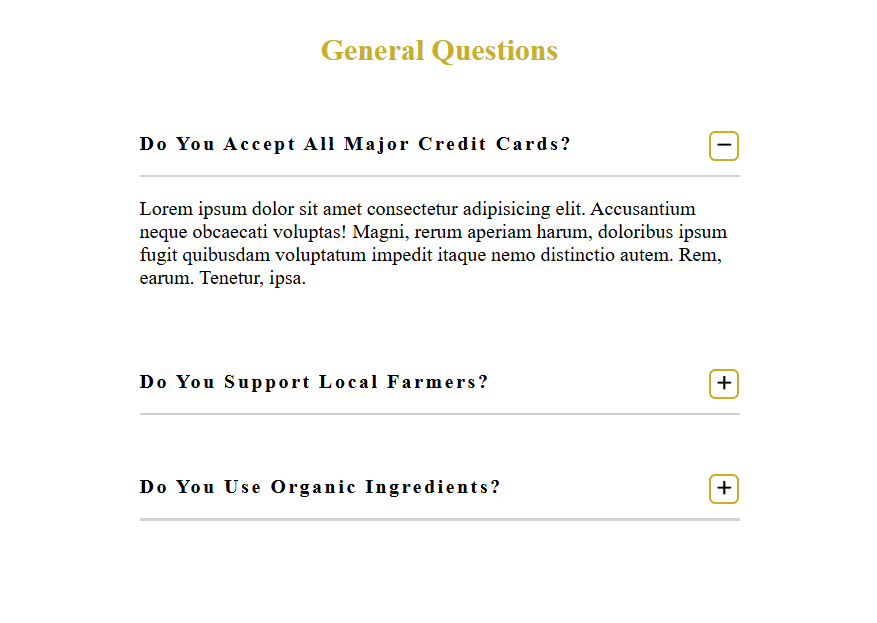 General Questions
Do You Accept All Major Credit Cards?
Lorem ipsum dolor sit amet consectetur adipisicing elit. Accusantium
neque obcaecati voluptas! Magni, rerum aperiam harum, doloribus ipsum
fugit quibusdam voluptatum impedit itaque nemo distinctio autem. Rem,
earum. Tenetur, ipsa.
Do You Support Local Farmers?
Do You Use Organic Ingredients?